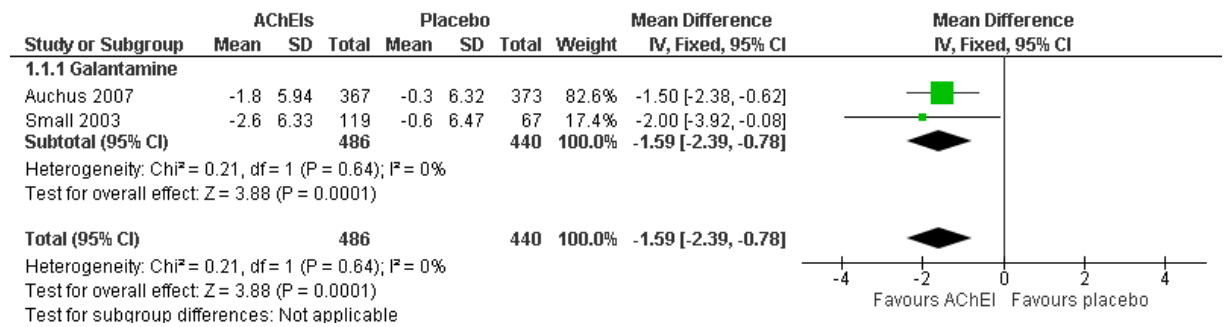 AChEIs Placebo Mean Difference Mean Difference
Study or Subgroup Mean SD Total Mean SD Total Weight IV, Fixed, 95% CI IV, Fixed, 95% CI
1.1.1 Galantamine
Auchus 2007 -1.8 5.94 367 -0.3 6.32 373 82.6% -1.50 [-2.38, -0.62]
Small 2003 -2.6 6.33 119 -0.6 6.47 67 17.4% -2.00 [-3.92, -0.08]
Subtotal (95% CI) 486 440 100.0% -1.59 [-2.39, -0.78]
Heterogeneity: Chi² = 0.21, df = 1 (P = 0.64); I² = 0%
Test for overall effect: Z = 3.88 (P = 0.0001)
Total (95% CI) 486 440 100.0% -1.59 [-2.39, -0.78]
Heterogeneity: Chi² = 0.21, df = 1 (P = 0.64); I² = 0%
Test for overall effect: Z = 3.88 (P = 0.0001)
Test for subgroup differences: Not applicable
-4 -2 0 2 4
Favours AChEI Favours placebo